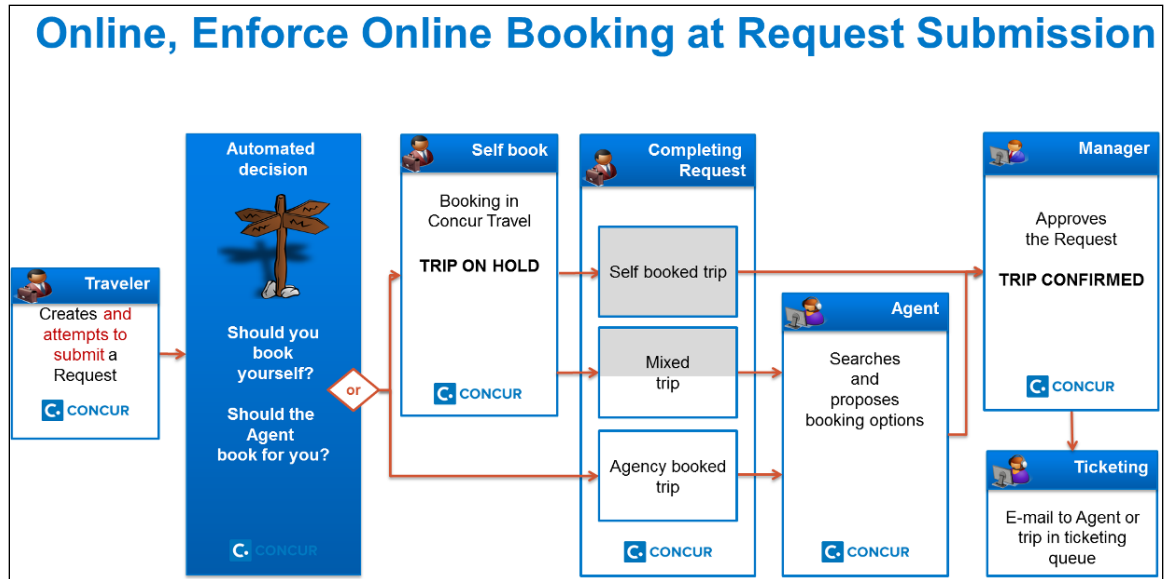 Online, Enforce Online Booking at Request Submission
Traveler
Creates and
attempts to
submit a
Request
C. CONCUR
Automated
decision
Should you
book
yourself?
Should the
Agent
book for you?
C. CONCUR
or
Self book
Booking in
Concur Travel
TRIP ON HOLD
C. CONCUR
Completing
Request
Self booked trip
Mixed
trip
Agency booked
trip
C. CONCUR
Agent
Searches
and
proposes
booking options
C. CONCUR
Manager
Approves
the Request
TRIP CONFIRMED
C. CONCUR
Ticketing
E-mail to Agent or
trip in ticketing
queue